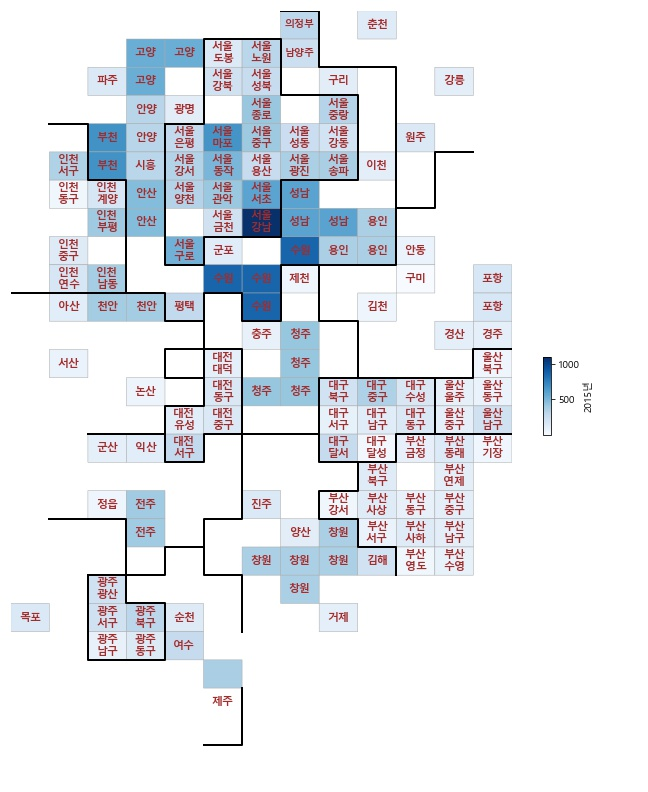 의정부 춘천
고양 고양 서울 도봉 서울 노원 남양주
파주 고양 서울 강북 서울 성북 구리 강릉
안양 광명 서울 종로 서울 중랑
부천 안양 서울 은평 서울 마포 서울 중구 서울 성동 서울 강동 원주
인천 서구 부천 시흥 서울 강서 서울 동작 서울 용산 서울 광진 서울 송파 이천
인천 동구 인천 계양 안산 서울 양천 서울 관악 서울 서초 성남
인천 부평 안산 서울 금천 서울 강남 성남 성남 용인
인천 중구 서울 구로 군포 수원 용인 용인 안동
인천 연수 인천 남동 수원 수원 제천 구미 포항
아산 천안 천안 평택 수원 김천 포항
충주 청주 경산 경주
서산 대전 대덕 청주 울산 북구
논산 대전 동구 청주 청주 대구 북구 대구 중구 대구 수성 울산 울주 울산 동구
대전 유성 대전 중구 대구 서구 대구 남구 대구 동구 울산 중구 울산 남구
군산 익산 대전 서구 대구 달서 대구 달성 부산 금정 부산 동래 부산 기장
부산 북구 부산 연제
정읍 전주 진주 부산 강서 부산 사상 부산 동구 부산 중구
전주 양산 창원 부산 서구 부산 사하 부산 남구
창원 창원 창원 김해 부산 영도 부산 수영
광주 광산 창원
목포 광주 서구 광주 북구 순천 거제
광주 남구 광주 동구 여수
제주
1000
500
2015년